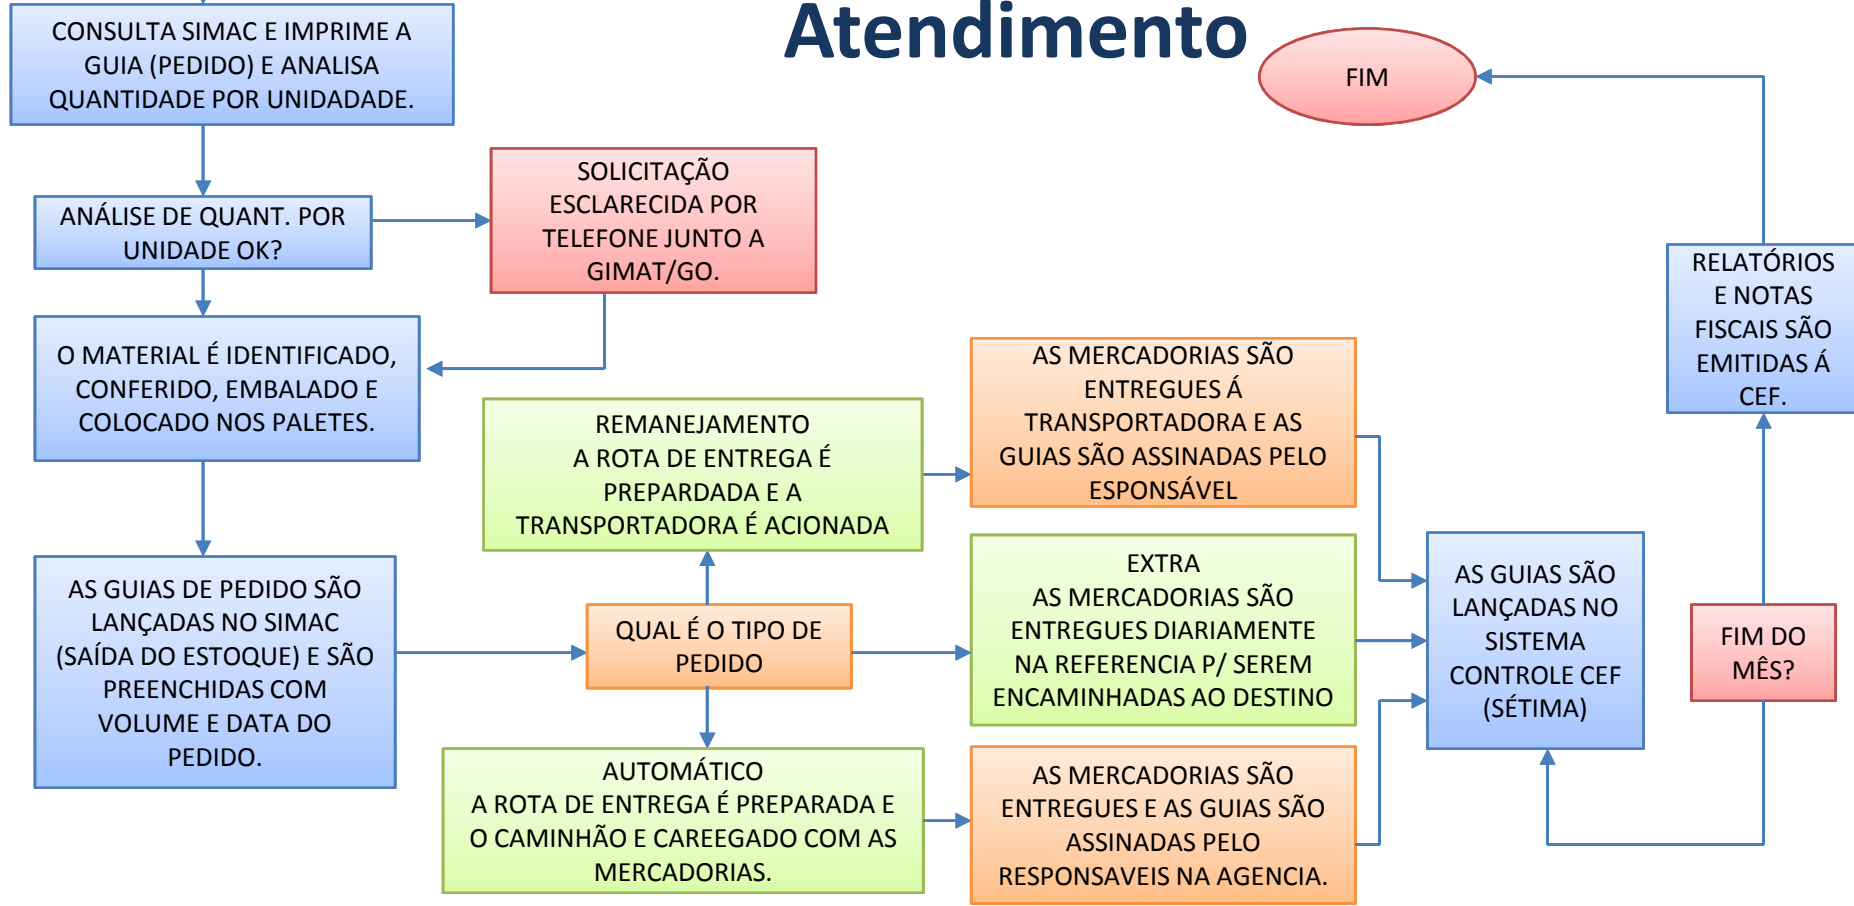 Atendimento
CONSULTA SIMAC E IMPRIME A
GUIA (PEDIDO) E ANALISA
QUANTIDADE POR UNIDADADE.
FIM
SOLICITAÇÃO
ESCLARECIDA POR
TELEFONE JUNTO A
GIMAT/GO.
ANÁLISE DE QUANT. POR
UNIDADE OK?
RELATÓRIOS
E NOTAS
FISCAIS SÃO
EMITIDAS Á
CEF.
O MATERIAL É IDENTIFICADO,
CONFERIDO, EMBALADO E
COLOCADO NOS PALETES.
REMANEJAMENTO
A ROTA DE ENTREGA É
PREPARDADA E A
TRANSPORTADORA É ACIONADA
AS MERCADORIAS SÃO
ENTREGUES Á
TRANSPORTADORA E AS
GUIAS SÃO ASSINADAS PELO
ESPONSÁVEL
AS GUIAS DE PEDIDO SÃO
LANÇADAS NO SIMAC
(SAÍDA DO ESTOQUE) E SÃO
PREENCHIDAS COM
VOLUME E DATA DO
PEDIDO.
QUAL É O TIPO DE
PEDIDO
EXTRA
AS MERCADORIAS SÃO
ENTREGUES DIARIAMENTE
NA REFERENCIA P/ SEREM
ENCAMINHADAS AO DESTINO
AS GUIAS SÃO
LANÇADAS NO
SISTEMA
CONTROLE CEF
(SÉTIMA)
FIM DO
MÊS?
AUTOMÁTICO
A ROTA DE ENTREGA É PREPARADA E
O CAMINHÃO E CAREEGADO COM AS
MERCADORIAS.
AS MERCADORIAS SÃO
ENTREGUES E AS GUIAS SÃO
ASSINADAS PELO
RESPONSAVEIS NA AGENCIA.